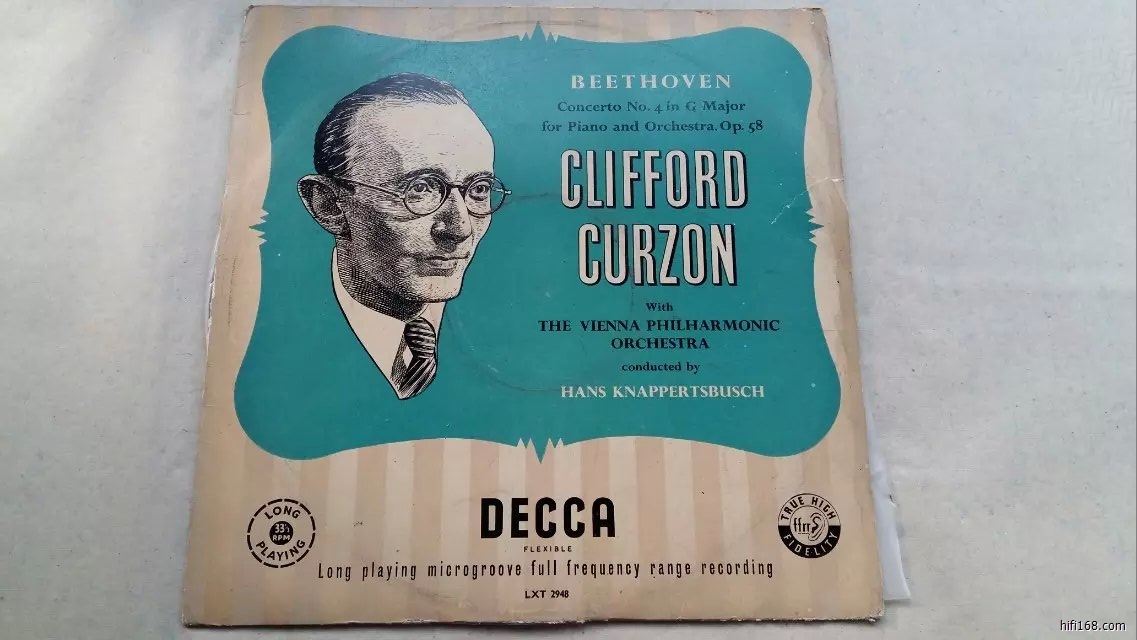 BEETHOVEN
Concerto No. 4 in G Major
for Piano and Orchestra. Op. 58
CLIFFORD
CURZON
With
THE VIENNA PHILHARMONIC
ORCHESTRA
conducted by
HANS KNAPPERTSBUSCH
LONG
33⅓
RPM
PLAYING
DECCA
FLEXIBLE
Long playing microgroove full frequency range recording
LXT 2948
TRUE HIGH
ffrr
FIDELITY
hifi168.com